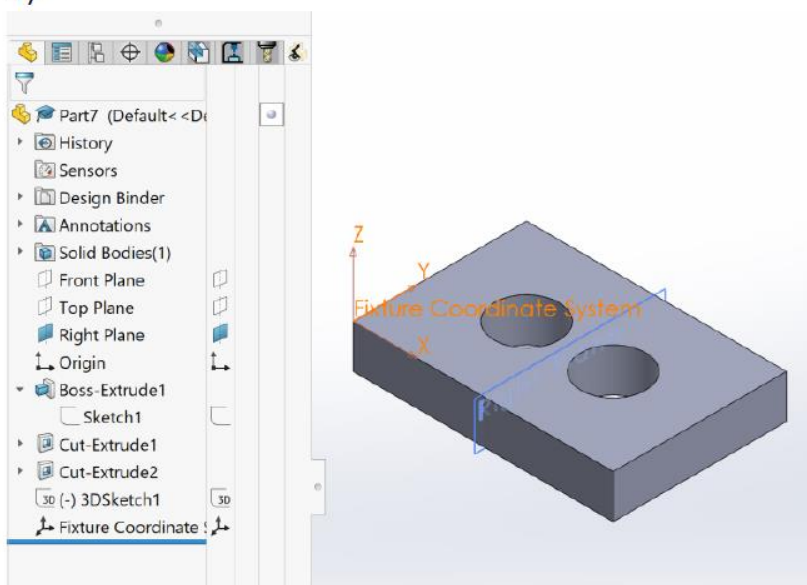 Part7 (Default<<De
History
Sensors
Design Binder
Annotations
Solid Bodies(1)
Front Plane
Top Plane
Right Plane
Origin
Boss-Extrude1
Sketch1
Cut-Extrude1
Cut-Extrude2
3D (-) 3DSketch1 3D
Fixture Coordinate S
Z
Y
Fixture Coordinate System
X